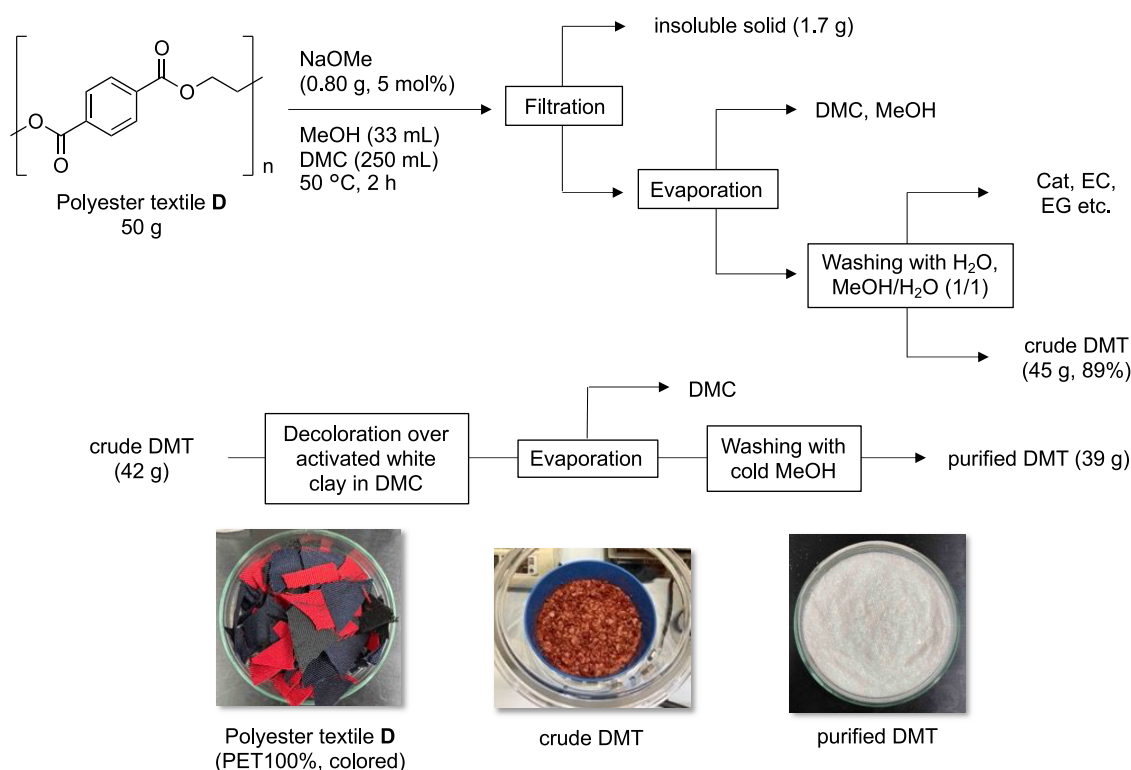 O
O
O
O
n
Polyester textile D
50 g
NaOMe
(0.80 g, 5 mol%)
MeOH (33 mL)
DMC (250 mL)
50 °C, 2 h
Filtration
insoluble solid (1.7 g)
Evaporation
DMC, MeOH
Washing with H₂O,
MeOH/H₂O (1/1)
Cat, EC,
EG etc.
crude DMT
(45 g, 89%)
crude DMT
(42 g)
Decoloration over
activated white
clay in DMC
Evaporation
DMC
Washing with
cold MeOH
purified DMT (39 g)
Polyester textile D
(PET100%, colored)
crude DMT
purified DMT